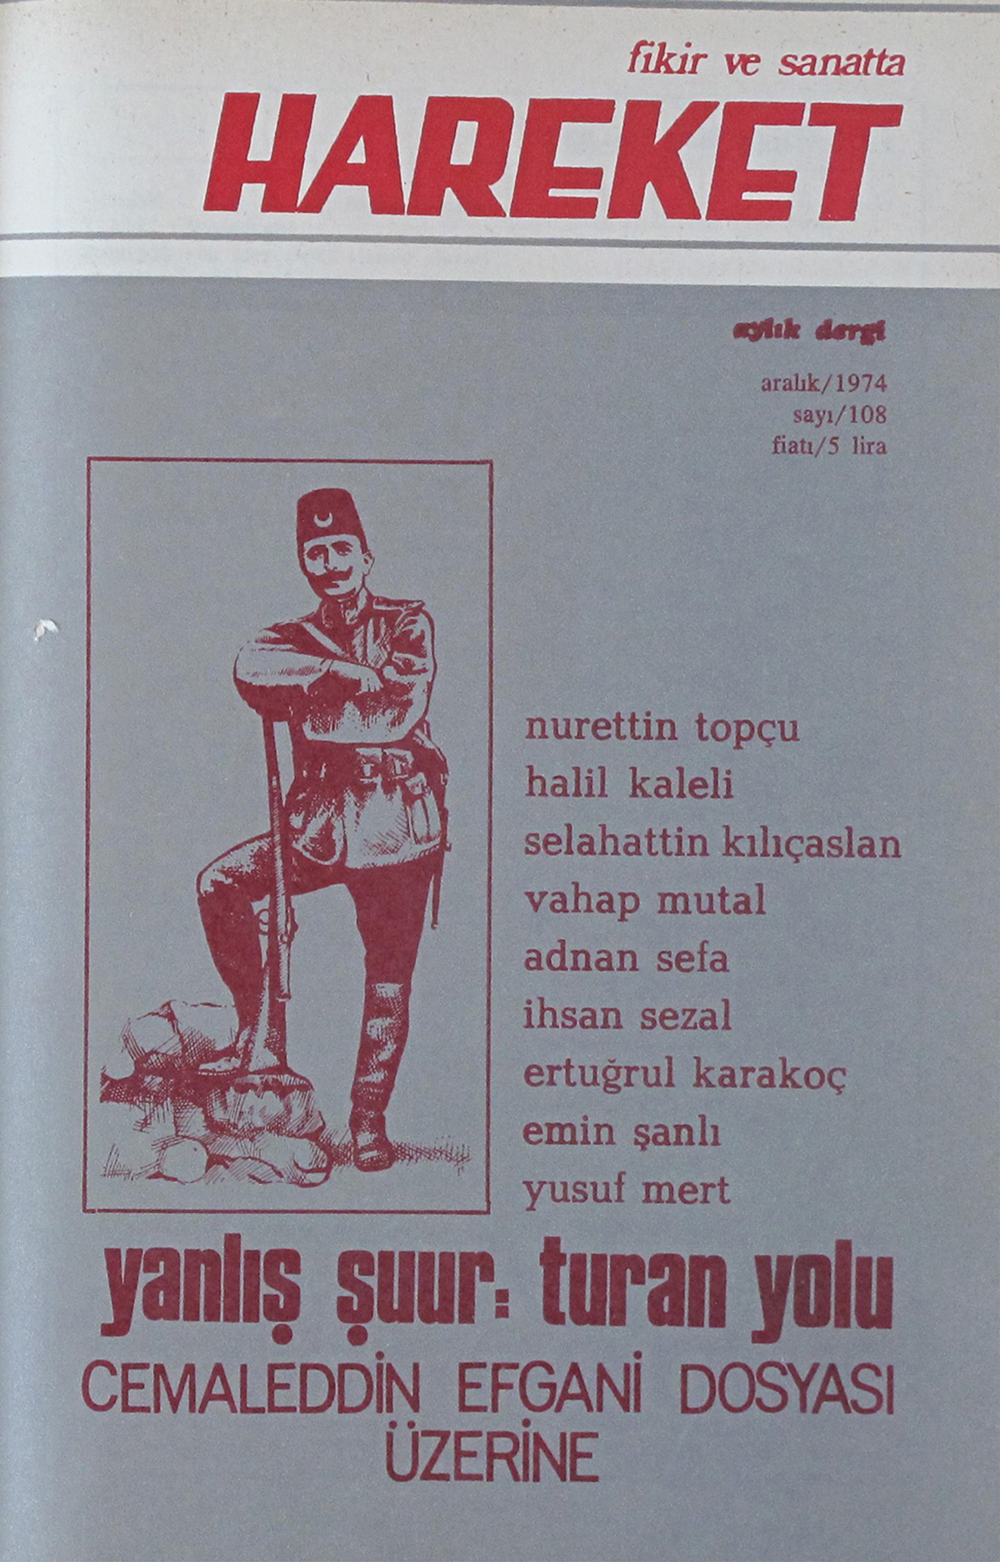 fikir ve sanatta
HAREKET
aylık dergi
aralık/1974
sayı/108
fiatı/5 lira
nurettin topçu
halil kaleli
selahattin kılıçaslan
vahap mutal
adnan sefa
ihsan sezal
ertuğrul karakoç
emin şanlı
yusuf mert
yanlış şuur: turan yolu
CEMALEDDİN EFGANİ DOSYASI
ÜZERİNE